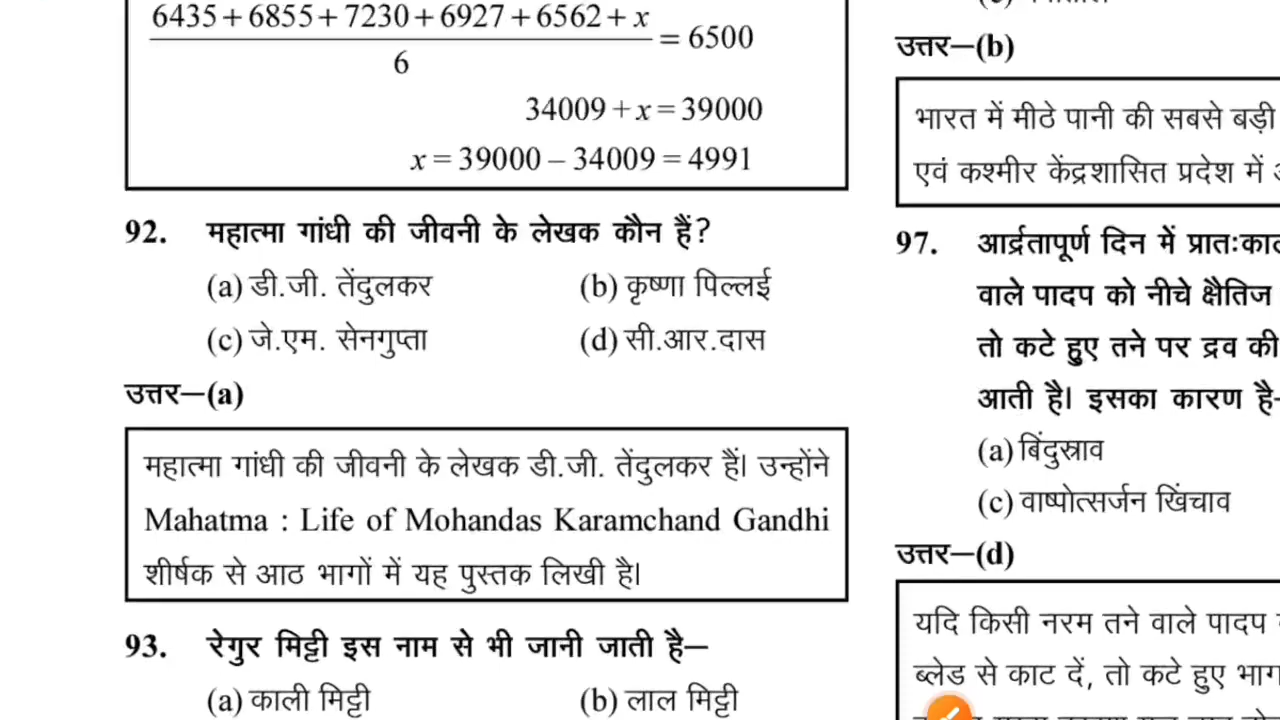 6435 + 6855 + 7230 + 6927 + 6562 + x
6
= 6500
34009 + x = 39000
x = 39000 – 34009 = 4991
92. महात्मा गांधी की जीवनी के लेखक कौन हैं?
(a) डी.जी. तेंदुलकर (b) कृष्णा पिल्लई
(c) जे.एम. सेनगुप्ता (d) सी.आर.दास
उत्तर—(a)
महात्मा गांधी की जीवनी के लेखक डी.जी. तेंदुलकर हैं। उन्होंने
Mahatma : Life of Mohandas Karamchand Gandhi
शीर्षक से आठ भागों में यह पुस्तक लिखी है।
93. रेगुर मिट्टी इस नाम से भी जानी जाती है—
(a) काली मिट्टी (b) लाल मिट्टी
उत्तर—(b)
भारत में मीठे पानी की सबसे बड़ी
एवं कश्मीर केंद्रशासित प्रदेश में
97. आर्द्रतापूर्ण दिन में
वाले पादप को नीचे क्षैतिज
तो कटे हुए तने पर द्रव की
आती है। इसका कारण है-
(a) बिंदुस्राव
(c) वाष्पोत्सर्जन खिंचाव
उत्तर—(d)
यदि किसी नरम तने वाले पादप
ब्लेड से काट दें, तो कटे हुए भाग